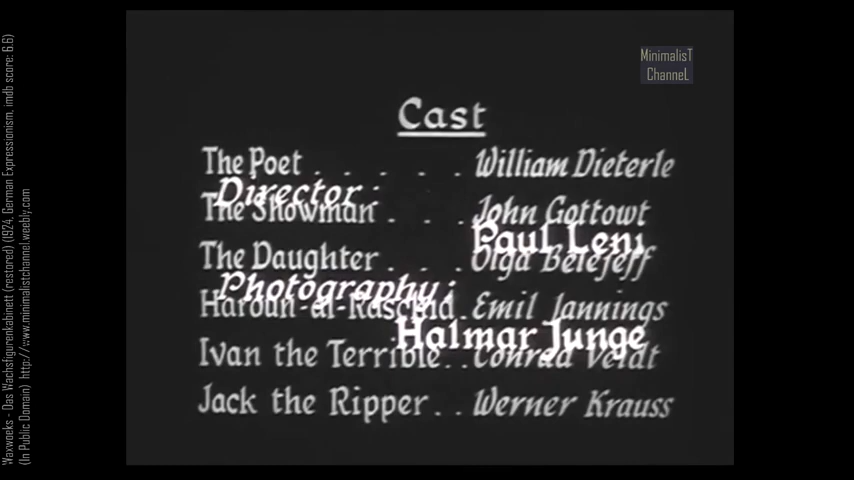 MinimalisT
ChanneL
Cast
The Poet . . . . . William Dieterle
Director:
The Showman . . . John Gottowt
Paul Leni
The Daughter . . . Olga Belejeff
Photography:
Haroun-al-Raschid. Emil Jannings
Halmar Junge
Ivan the Terrible. . Conrad Veidt
Jack the Ripper. . Werner Krauss
Waxwoeks - Das Wachsfigurenkabinett (restored) (1924, German Expressionism, imdb score: 6.6)
(In Public Domain) http://www.minimalistchannel.weebly.com